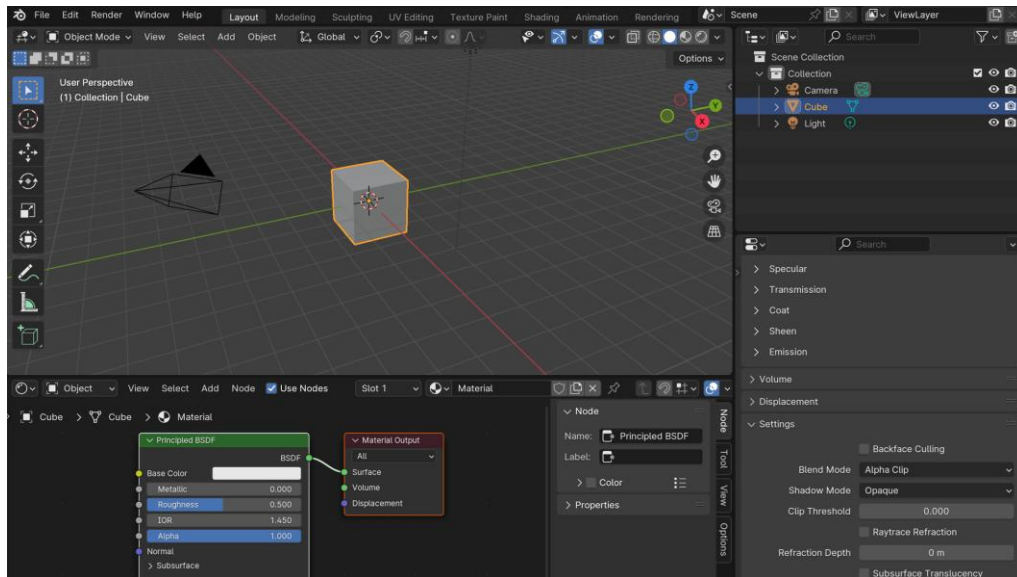 File Edit Render Window Help Layout Modeling Sculpting UV Editing Texture Paint Shading Animation Rendering Scene ViewLayer
Object Mode View Select Add Object Global Search
Options
User Perspective
(1) Collection | Cube
Z
Y
X
Scene Collection
Collection
Camera
Cube
Light
Search
Specular
Transmission
Coat
Sheen
Emission
Volume
Displacement
Settings
Backface Culling
Blend Mode Alpha Clip
Shadow Mode Opaque
Clip Threshold 0.000
Raytrace Refraction
Refraction Depth 0 m
Subsurface Translucency
Object View Select Add Node Use Nodes Slot 1 Material
Cube Cube Material
Principled BSDF
BSDF
Base Color
Metallic 0.000
Roughness 0.500
IOR 1.450
Alpha 1.000
Normal
Subsurface
Material Output
All
Surface
Volume
Displacement
Node
Name: Principled BSDF
Label:
Color
Properties
Node
Tool
View
Options